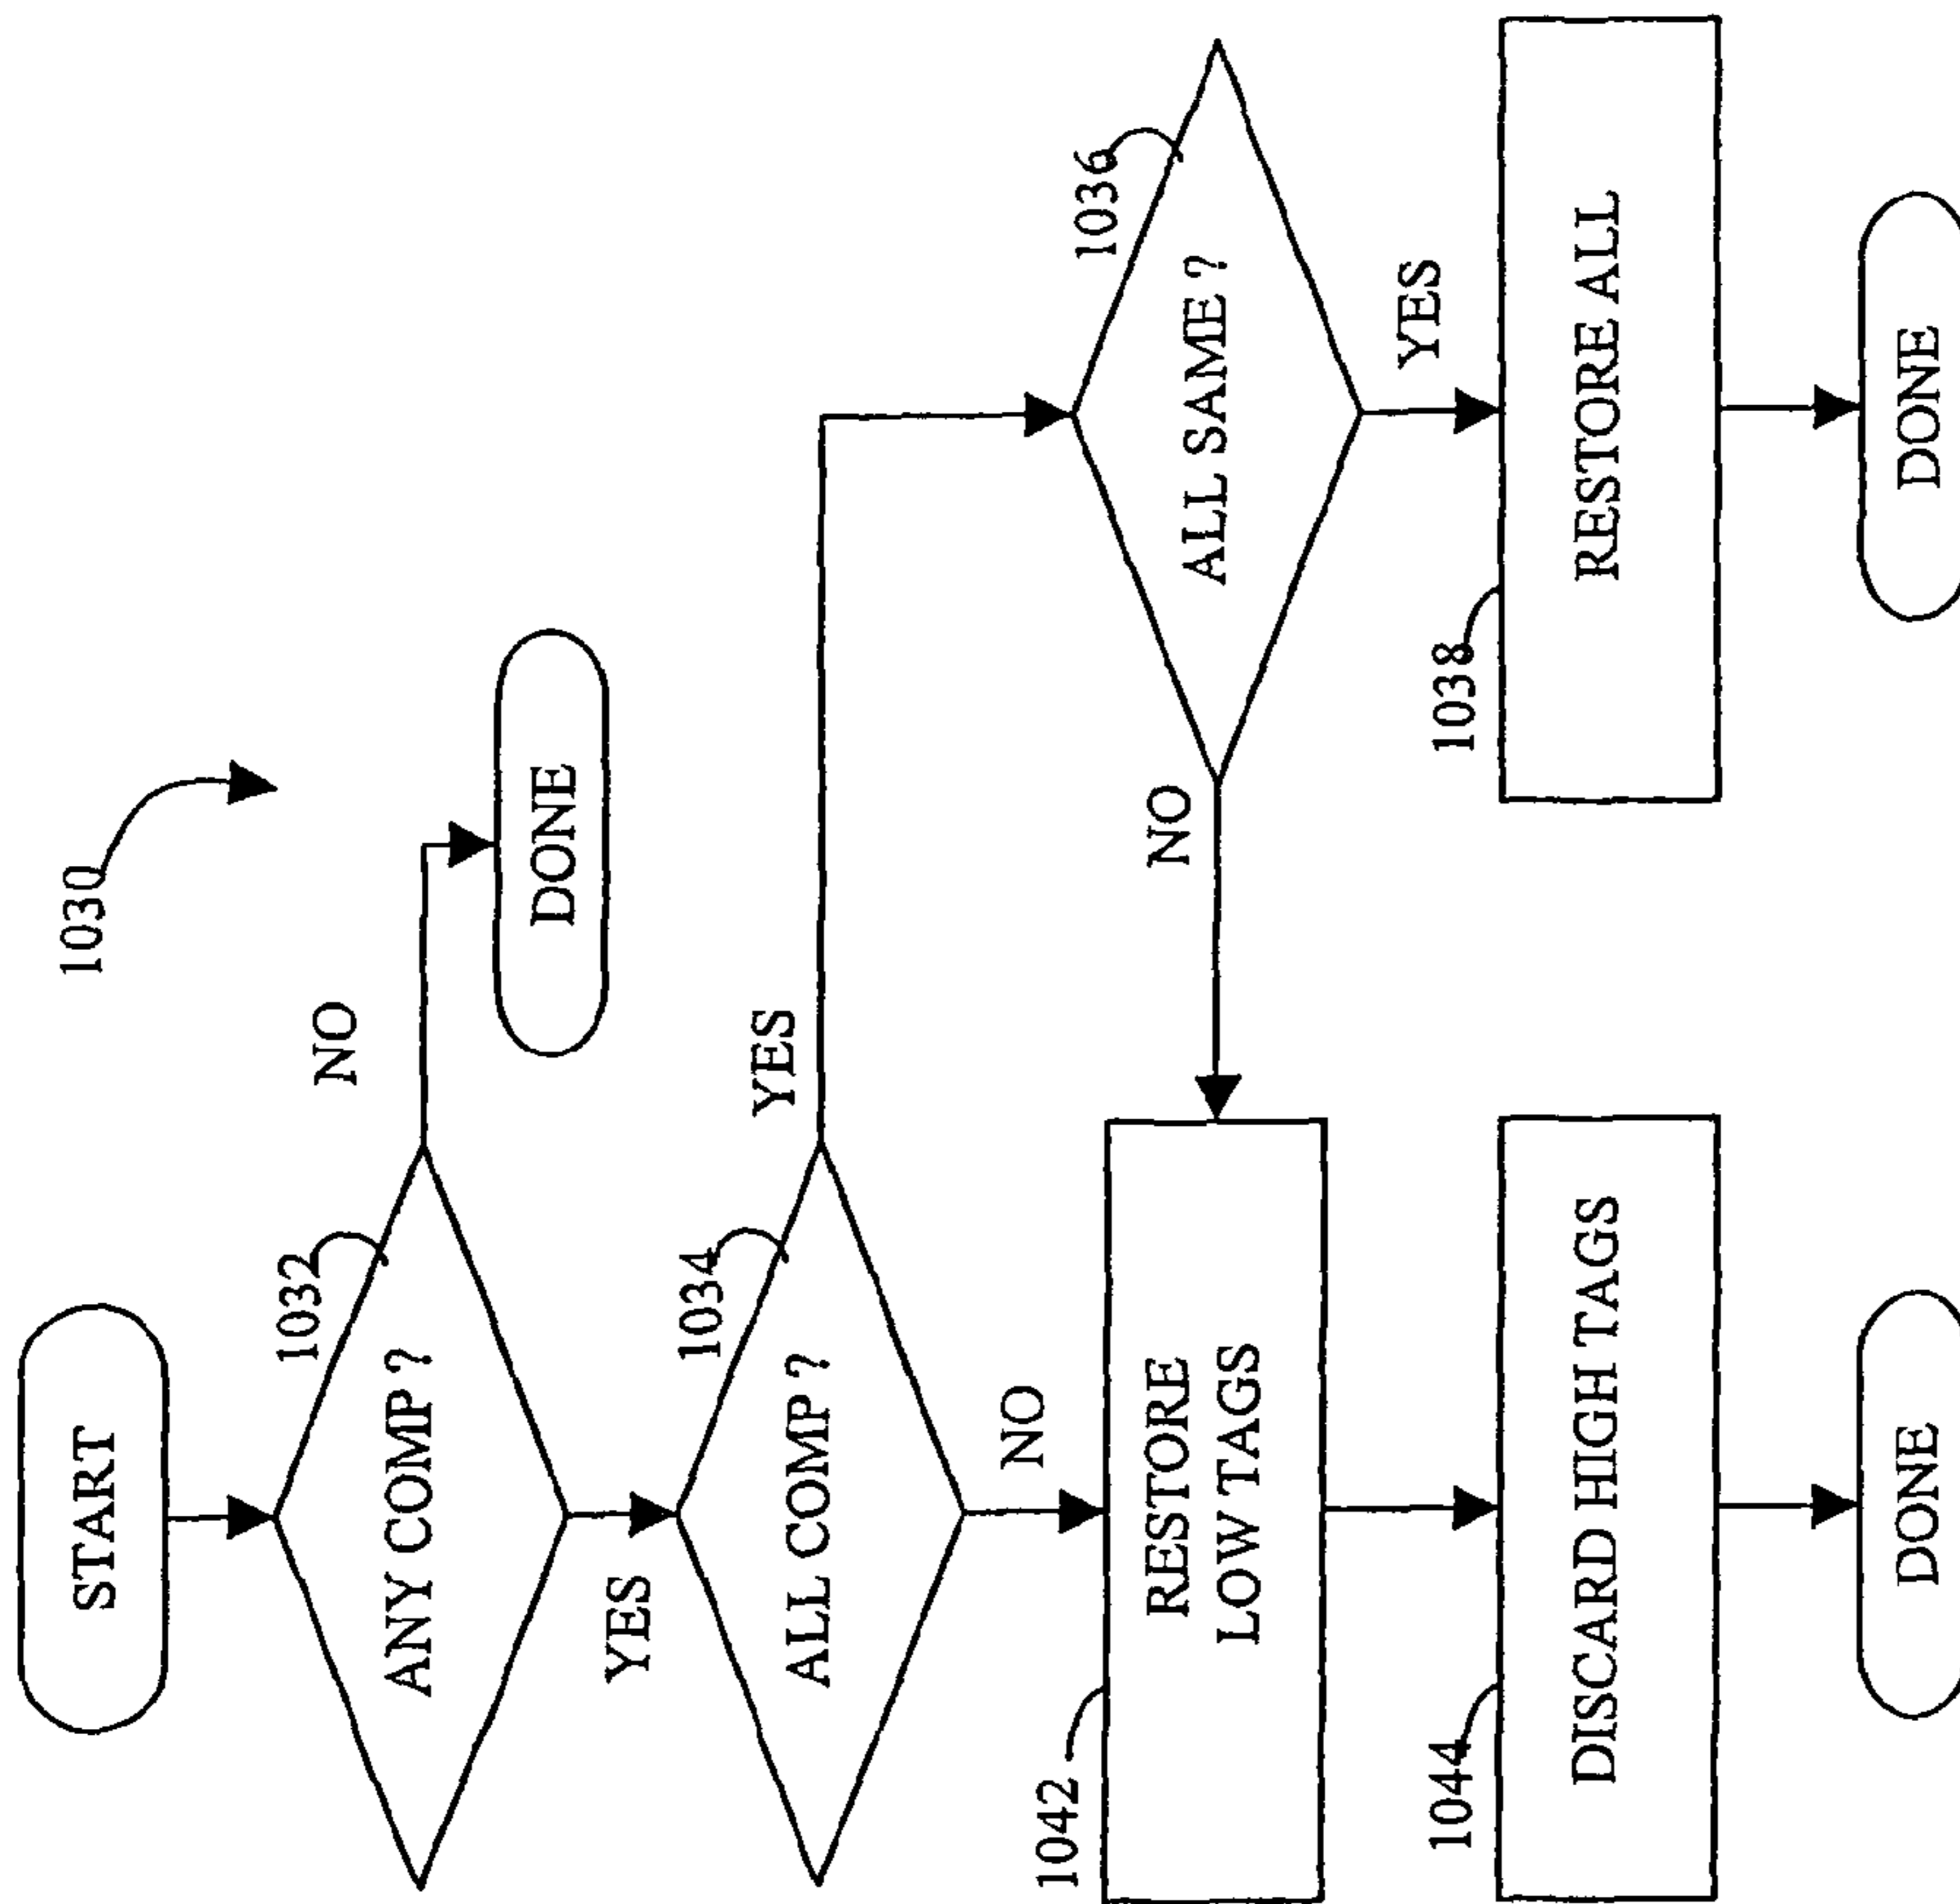 1030
START
1032
ANY COMP ?
NO
DONE
YES
1034
ALL COMP ?
YES
NO
1036
ALL SAME ?
NO
YES
1042
RESTORE
LOW TAGS
1038
RESTORE ALL
1044
DISCARD HIGH TAGS
DONE
DONE